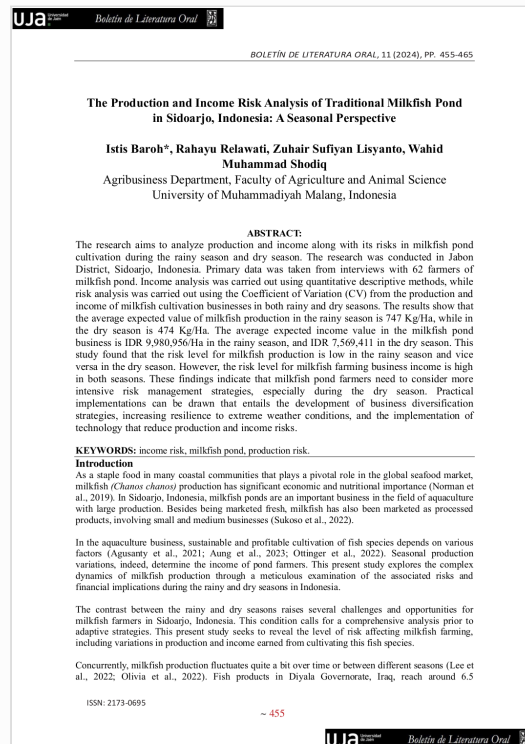 UJa Universidad de Jaén Boletín de Literatura Oral
BOLETÍN DE LITERATURA ORAL, 11 (2024), PP. 455-465
The Production and Income Risk Analysis of Traditional Milkfish Pond
in Sidoarjo, Indonesia: A Seasonal Perspective
Istis Baroh*, Rahayu Relawati, Zuhair Sufiyan Lisyanto, Wahid
Muhammad Shodiq
Agribusiness Department, Faculty of Agriculture and Animal Science
University of Muhammadiyah Malang, Indonesia
ABSTRACT:
The research aims to analyze production and income along with its risks in milkfish pond
cultivation during the rainy season and dry season. The research was conducted in Jabon
District, Sidoarjo, Indonesia. Primary data was taken from interviews with 62 farmers of
milkfish pond. Income analysis was carried out using quantitative descriptive methods, while
risk analysis was carried out using the Coefficient of Variation (CV) from the production and
income of milkfish cultivation businesses in both rainy and dry seasons. The results show that
the average expected value of milkfish production in the rainy season is 747 Kg/Ha, while in
the dry season is 474 Kg/Ha. The average expected income value in the milkfish pond
business is IDR 9,980,956/Ha in the rainy season, and IDR 7,569,411 in the dry season. This
study found that the risk level for milkfish production is low in the rainy season and vice
versa in the dry season. However, the risk level for milkfish farming business income is high
in both seasons. These findings indicate that milkfish pond farmers need to consider more
intensive risk management strategies, especially during the dry season. Practical
implementations can be drawn that entails the development of business diversification
strategies, increasing resilience to extreme weather conditions, and the implementation of
technology that reduce production and income risks.
KEYWORDS: income risk, milkfish pond, production risk.
Introduction
As a staple food in many coastal communities that plays a pivotal role in the global seafood market,
milkfish (Chanos chanos) production has significant economic and nutritional importance (Norman et
al., 2019). In Sidoarjo, Indonesia, milkfish ponds are an important business in the field of aquaculture
with large production. Besides being marketed fresh, milkfish has also been marketed as processed
products, involving small and medium businesses (Sukoso et al., 2022).
In the aquaculture business, sustainable and profitable cultivation of fish species depends on various
factors (Agusanty et al., 2021; Aung et al., 2023; Ottinger et al., 2022). Seasonal production
variations, indeed, determine the income of pond farmers. This present study explores the complex
dynamics of milkfish production through a meticulous examination of the associated risks and
financial implications during the rainy and dry seasons in Indonesia.
The contrast between the rainy and dry seasons raises several challenges and opportunities for
milkfish farmers in Sidoarjo, Indonesia. This condition calls for a comprehensive analysis prior to
adaptive strategies. This present study seeks to reveal the level of risk affecting milkfish farming,
including variations in production and income earned from cultivating this fish species.
Concurrently, milkfish production fluctuates quite a bit over time or between different seasons (Lee et
al., 2022; Olivia et al., 2022). Fish products in Diyala Governorate, Iraq, reach around 6.5
ISSN: 2173-0695
~ 455
UJa Universidad de Jaén Boletín de Literatura Oral